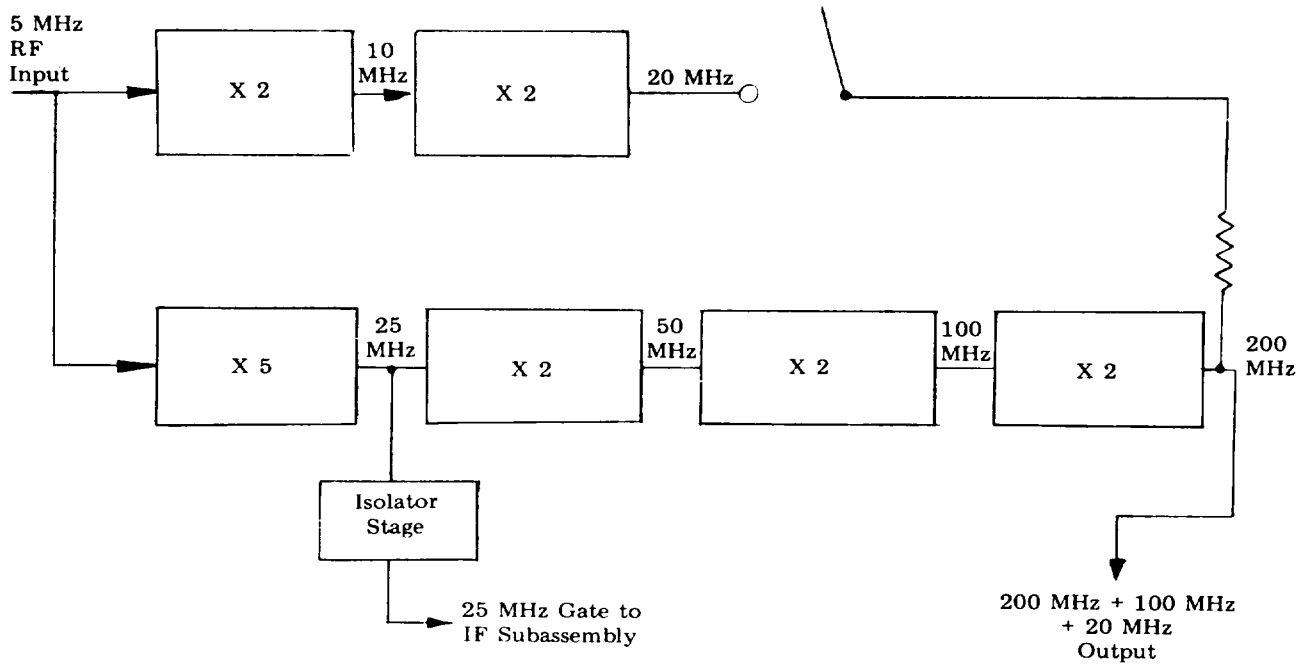 5 MHz
RF
Input
X 2
10
MHz
X 2
20 MHz
X 5
25
MHz
X 2
50
MHz
X 2
100
MHz
X 2
200
MHz
Isolator
Stage
25 MHz Gate to
IF Subassembly
200 MHz + 100 MHz
+ 20 MHz
Output